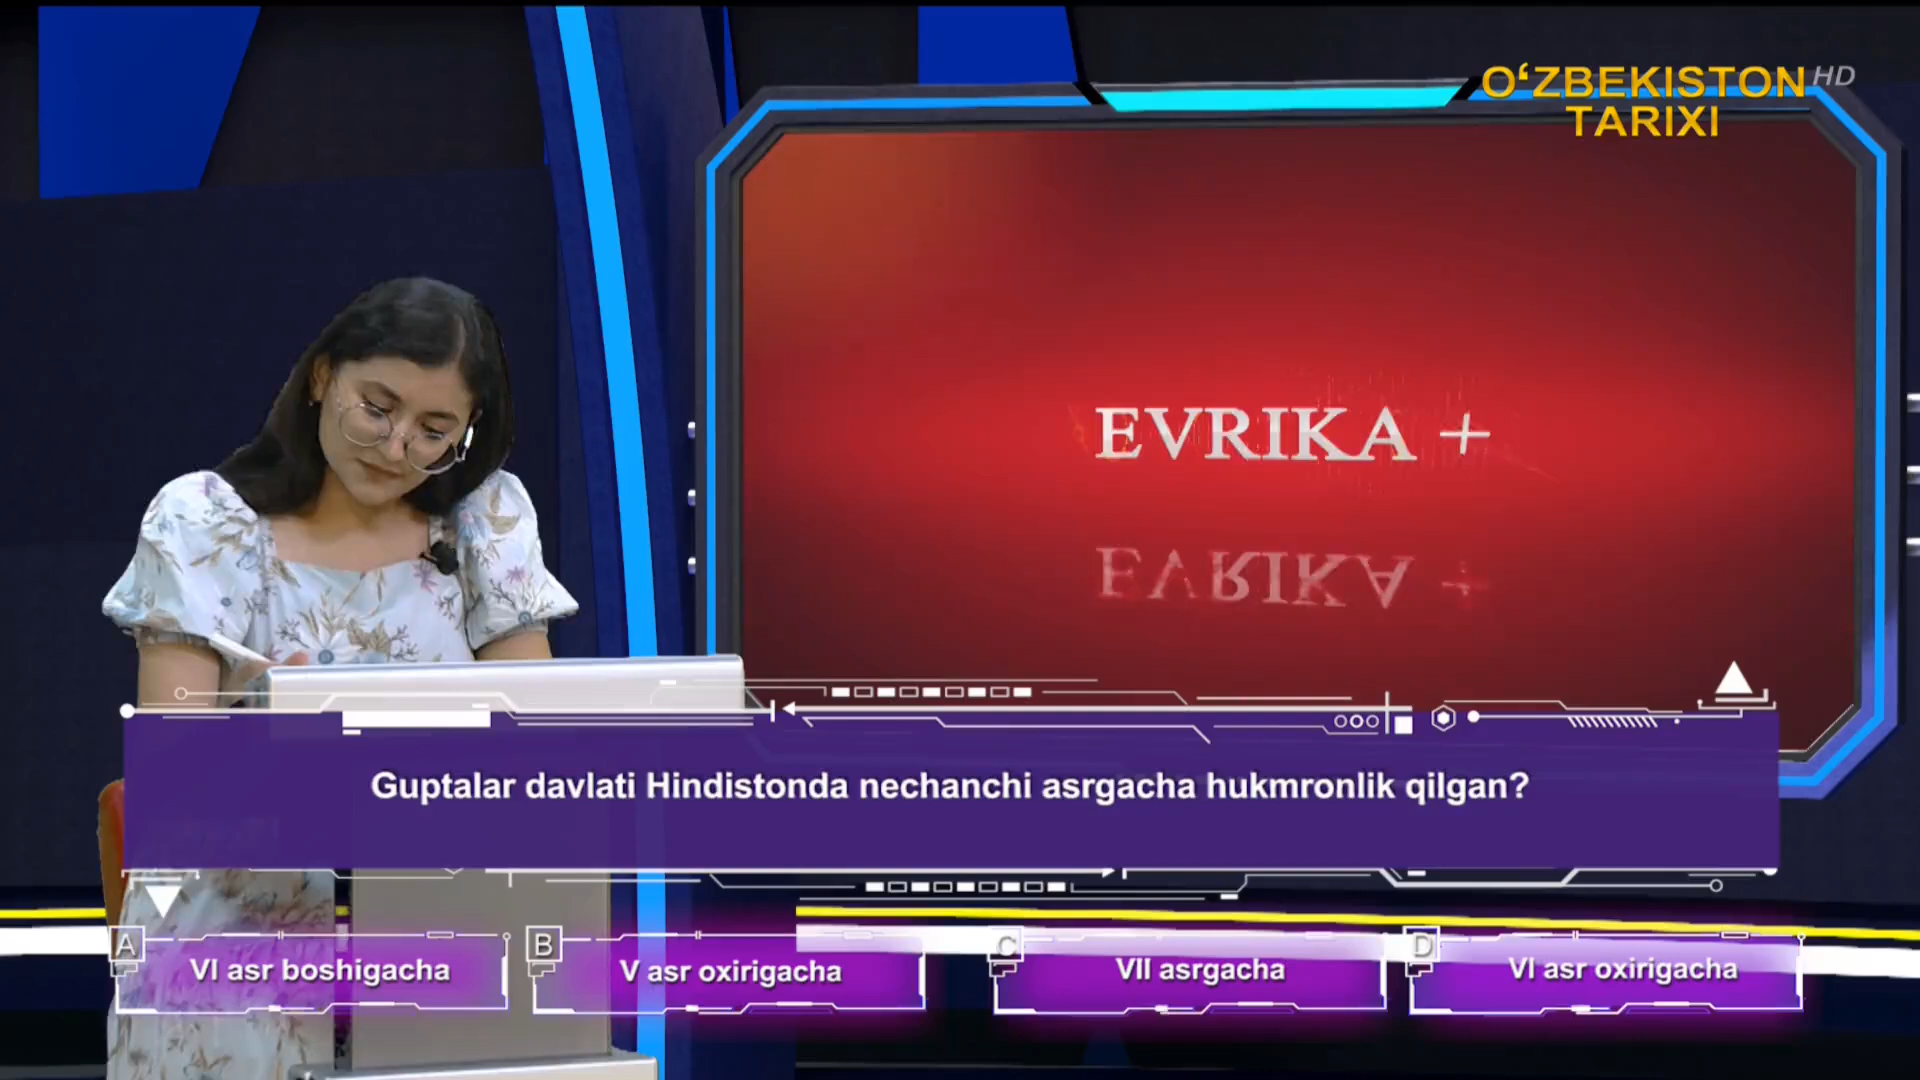 O‘ZBEKISTON HD
TARIXI
EVRIKA +
EVRIKA +
Guptalar davlati Hindistonda nechanchi asrgacha hukmronlik qilgan?
A
VI asr boshigacha
B
V asr oxirigacha
C
VII asrgacha
D
VI asr oxirigacha